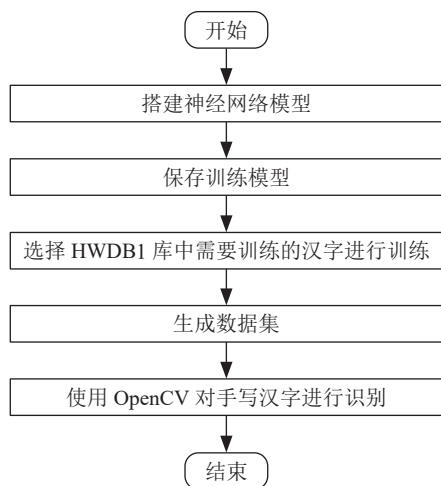 开始
搭建神经网络模型
保存训练模型
选择 HWDB1 库中需要训练的汉字进行训练
生成数据集
使用 OpenCV 对手写汉字进行识别
结束